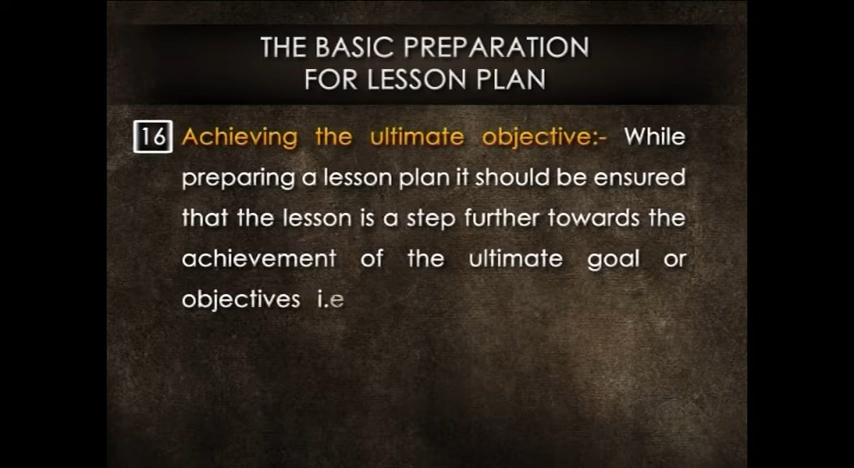 THE BASIC PREPARATION
FOR LESSON PLAN
16 Achieving the ultimate objective:- While
preparing a lesson plan it should be ensured
that the lesson is a step further towards the
achievement of the ultimate goal or
objectives i.e